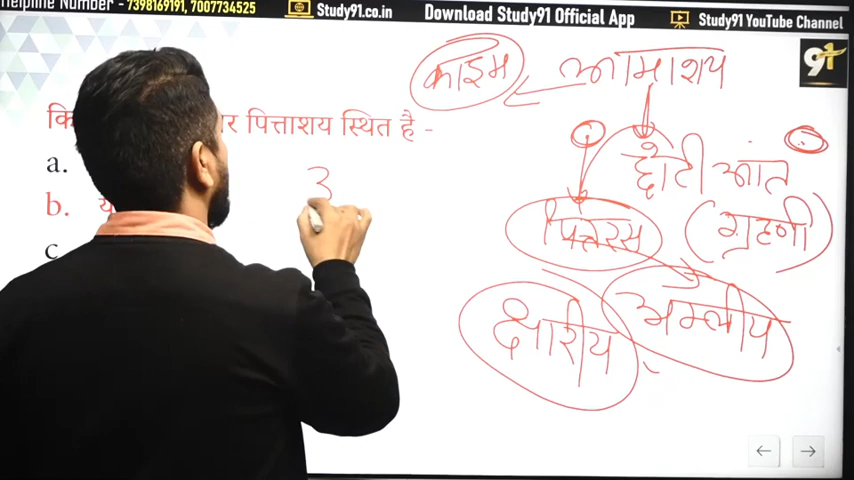 Helpline Number - 7398169191, 7007734525
Study91.co.in
Download Study91 Official App
Study91 YouTube Channel
91
काइम
आमाशय
कि
र पित्ताशय स्थित है -
a.
छोटी आंत
b.
पित्तरस
(ग्रहणी)
c
अम्लीय
क्षारीय